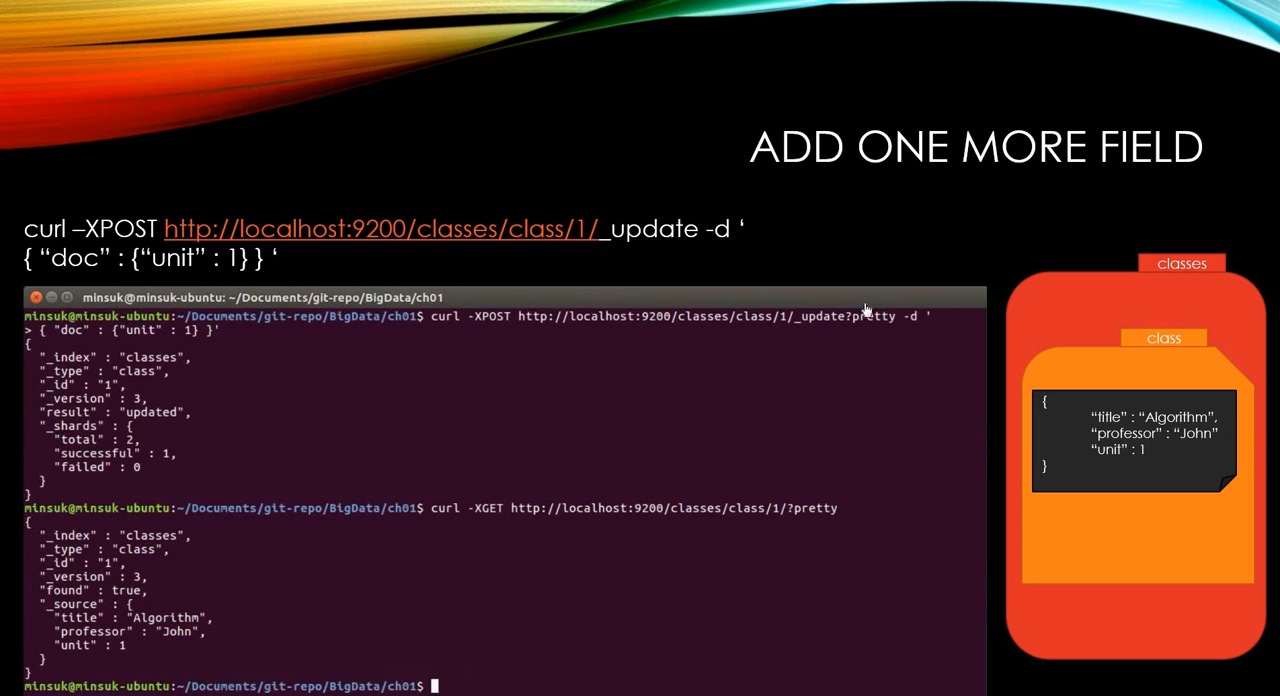 ADD ONE MORE FIELD
curl –XPOST http://localhost:9200/classes/class/1/_update -d ‘
{ “doc” : {“unit” : 1} } ‘
minsuk@minsuk-ubuntu: ~/Documents/git-repo/BigData/ch01
minsuk@minsuk-ubuntu:~/Documents/git-repo/BigData/ch01$ curl -XPOST http://localhost:9200/classes/class/1/_update?pretty -d '
> { "doc" : {"unit" : 1} }'
{
  "_index" : "classes",
  "_type" : "class",
  "_id" : "1",
  "_version" : 3,
  "result" : "updated",
  "_shards" : {
    "total" : 2,
    "successful" : 1,
    "failed" : 0
  }
}
minsuk@minsuk-ubuntu:~/Documents/git-repo/BigData/ch01$ curl -XGET http://localhost:9200/classes/class/1/?pretty
{
  "_index" : "classes",
  "_type" : "class",
  "_id" : "1",
  "_version" : 3,
  "found" : true,
  "_source" : {
    "title" : "Algorithm",
    "professor" : "John",
    "unit" : 1
  }
}
minsuk@minsuk-ubuntu:~/Documents/git-repo/BigData/ch01$
classes
class
{
“title” : “Algorithm”,
“professor” : “John”
“unit” : 1
}